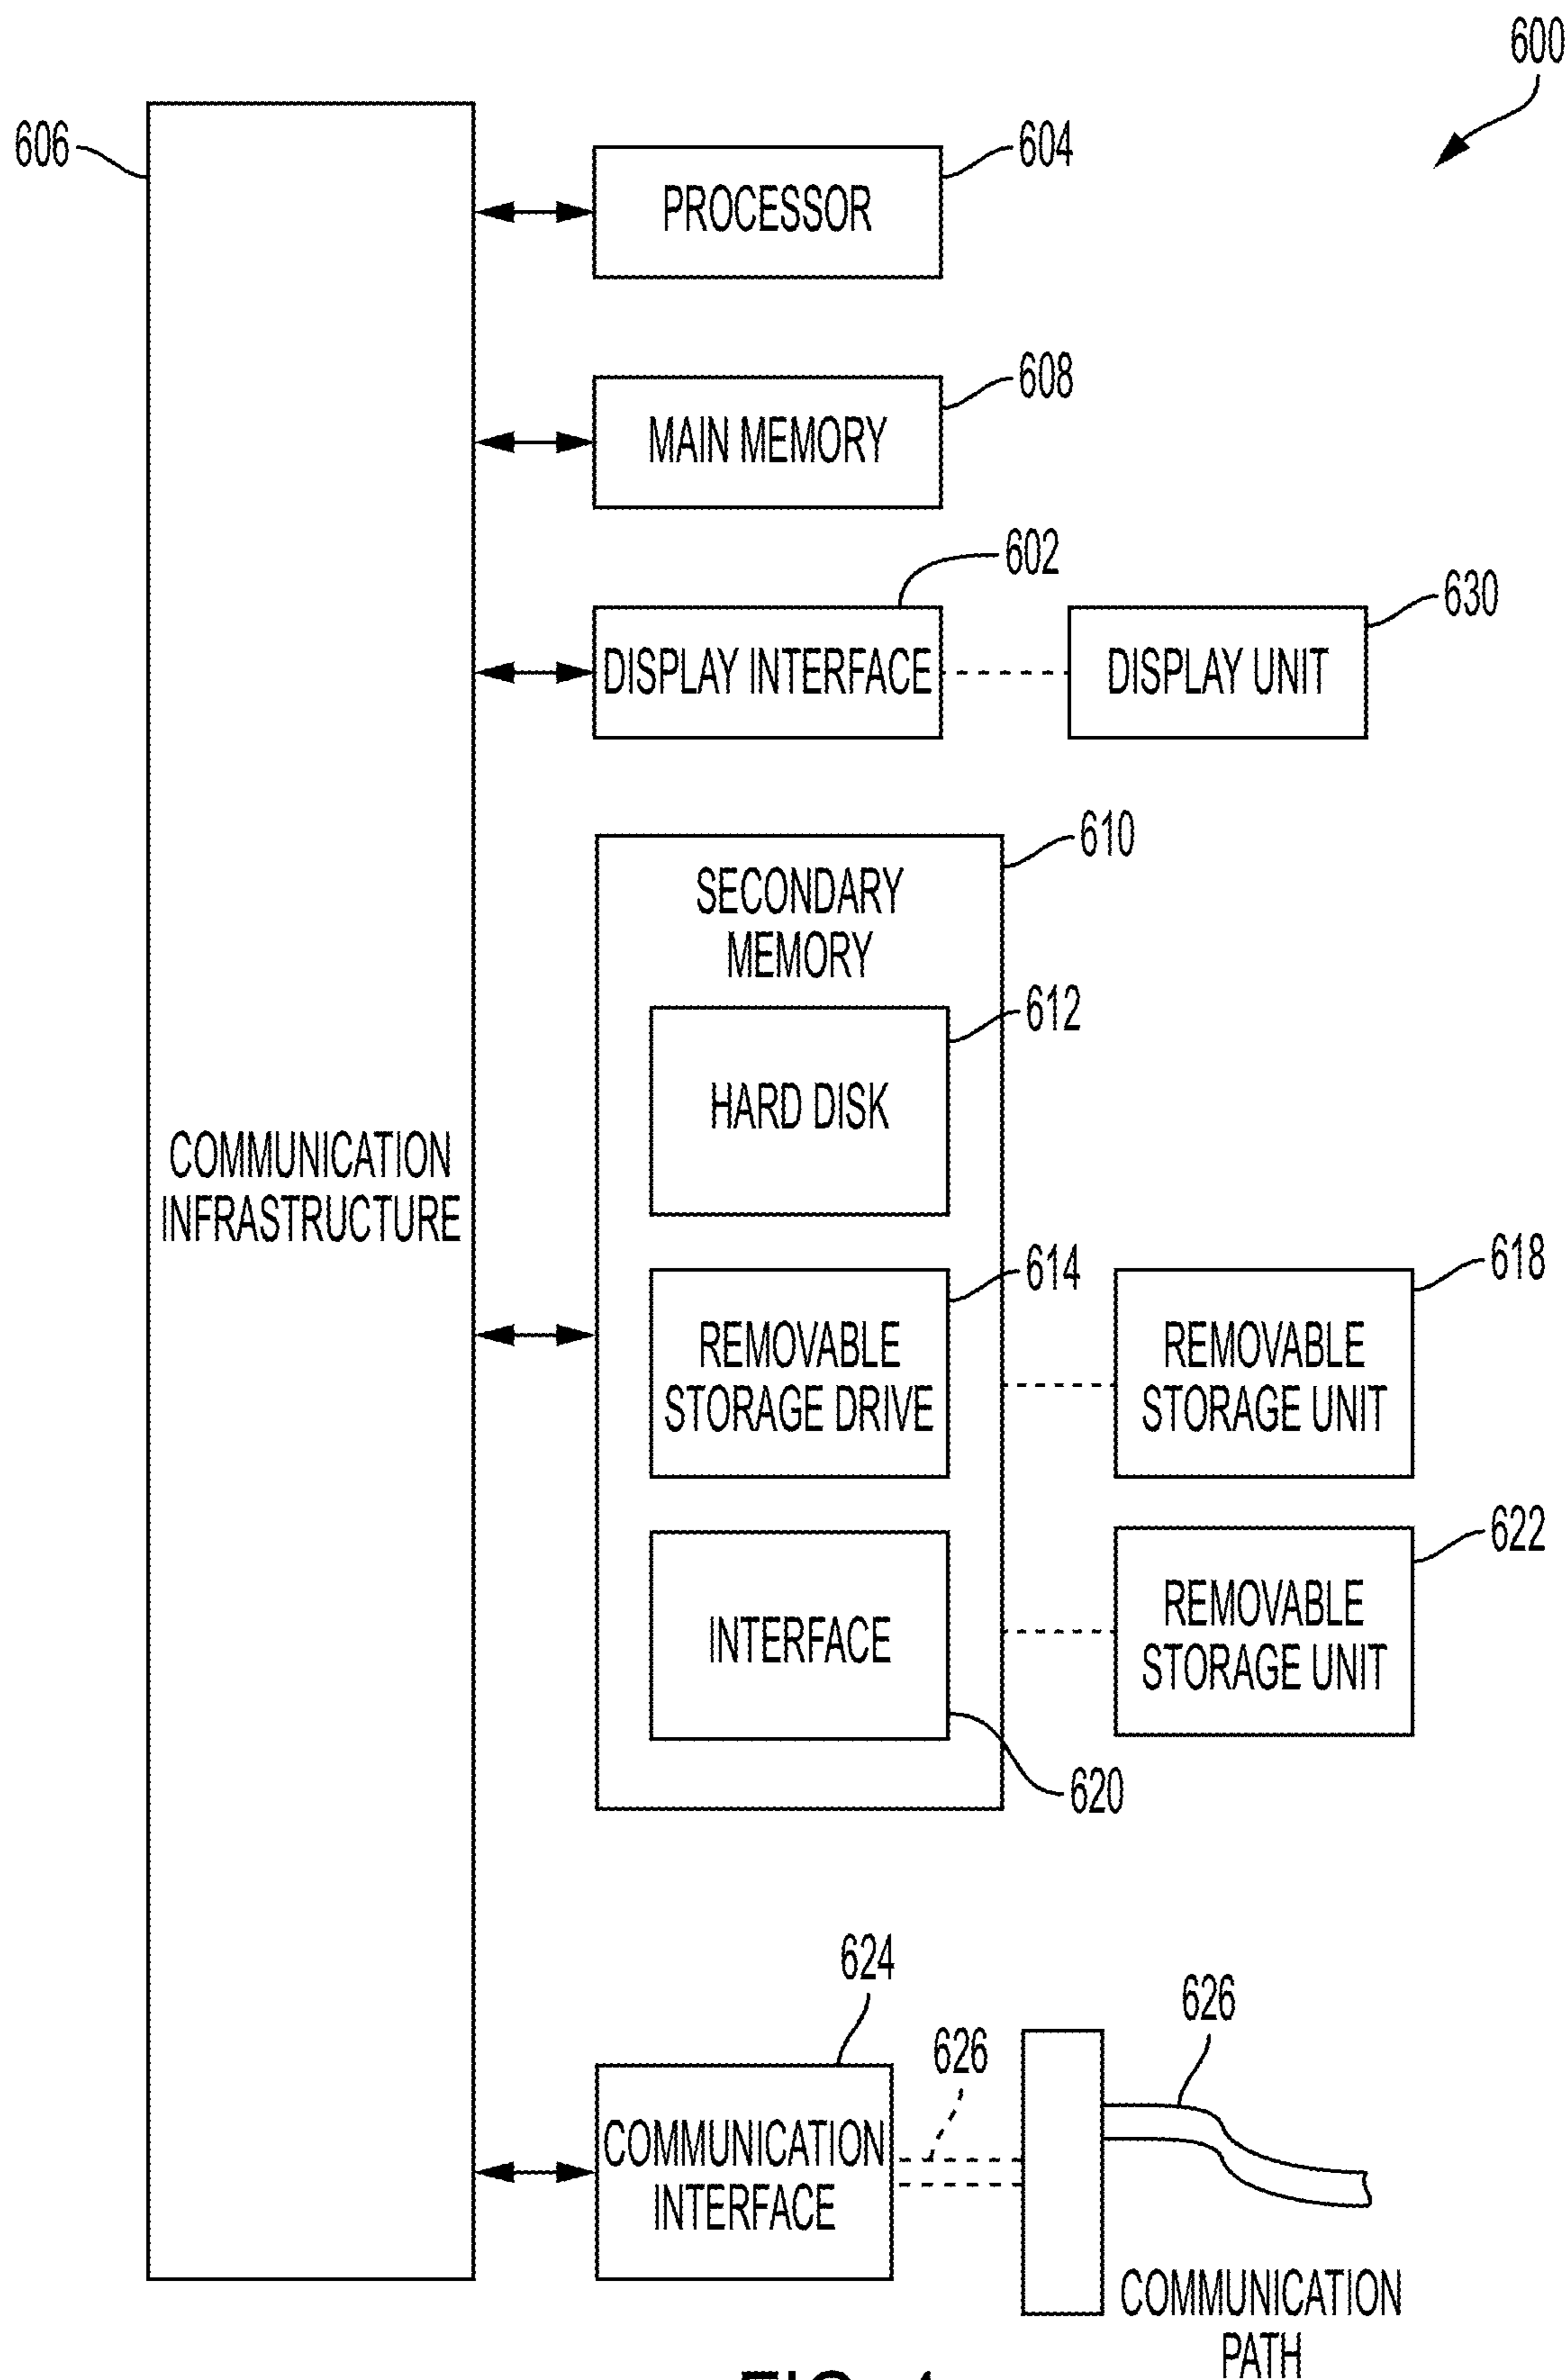 600
606
604
PROCESSOR
608
MAIN MEMORY
602
630
DISPLAY INTERFACE
DISPLAY UNIT
610
SECONDARY
MEMORY
612
HARD DISK
COMMUNICATION
INFRASTRUCTURE
614
618
REMOVABLE
STORAGE DRIVE
REMOVABLE
STORAGE UNIT
622
INTERFACE
REMOVABLE
STORAGE UNIT
620
624
626
626
COMMUNICATION
INTERFACE
COMMUNICATION
PATH